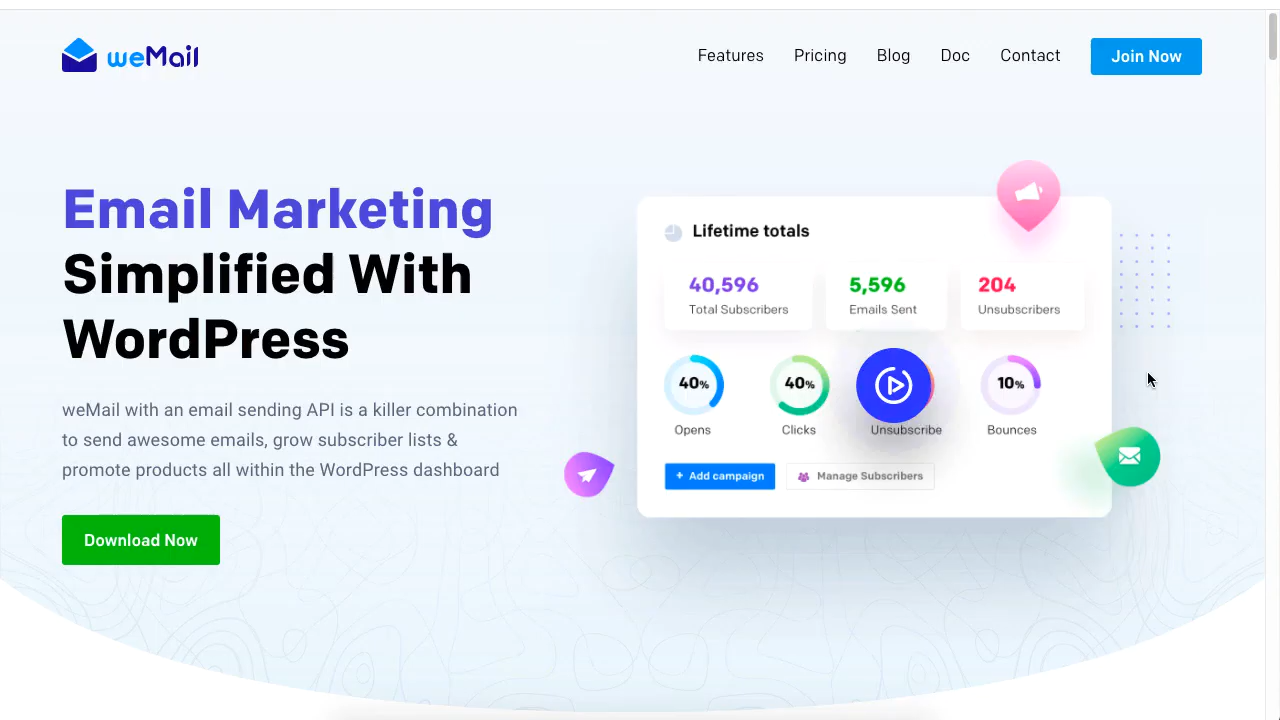 weMail
Features Pricing Blog Doc Contact Join Now
Email Marketing
Simplified With
WordPress
weMail with an email sending API is a killer combination
to send awesome emails, grow subscriber lists &
promote products all within the WordPress dashboard
Download Now
Lifetime totals
40,596 5,596 204
Total Subscribers Emails Sent Unsubscribers
40% 40% 10%
Opens Clicks Unsubscribe Bounces
+ Add campaign Manage Subscribers